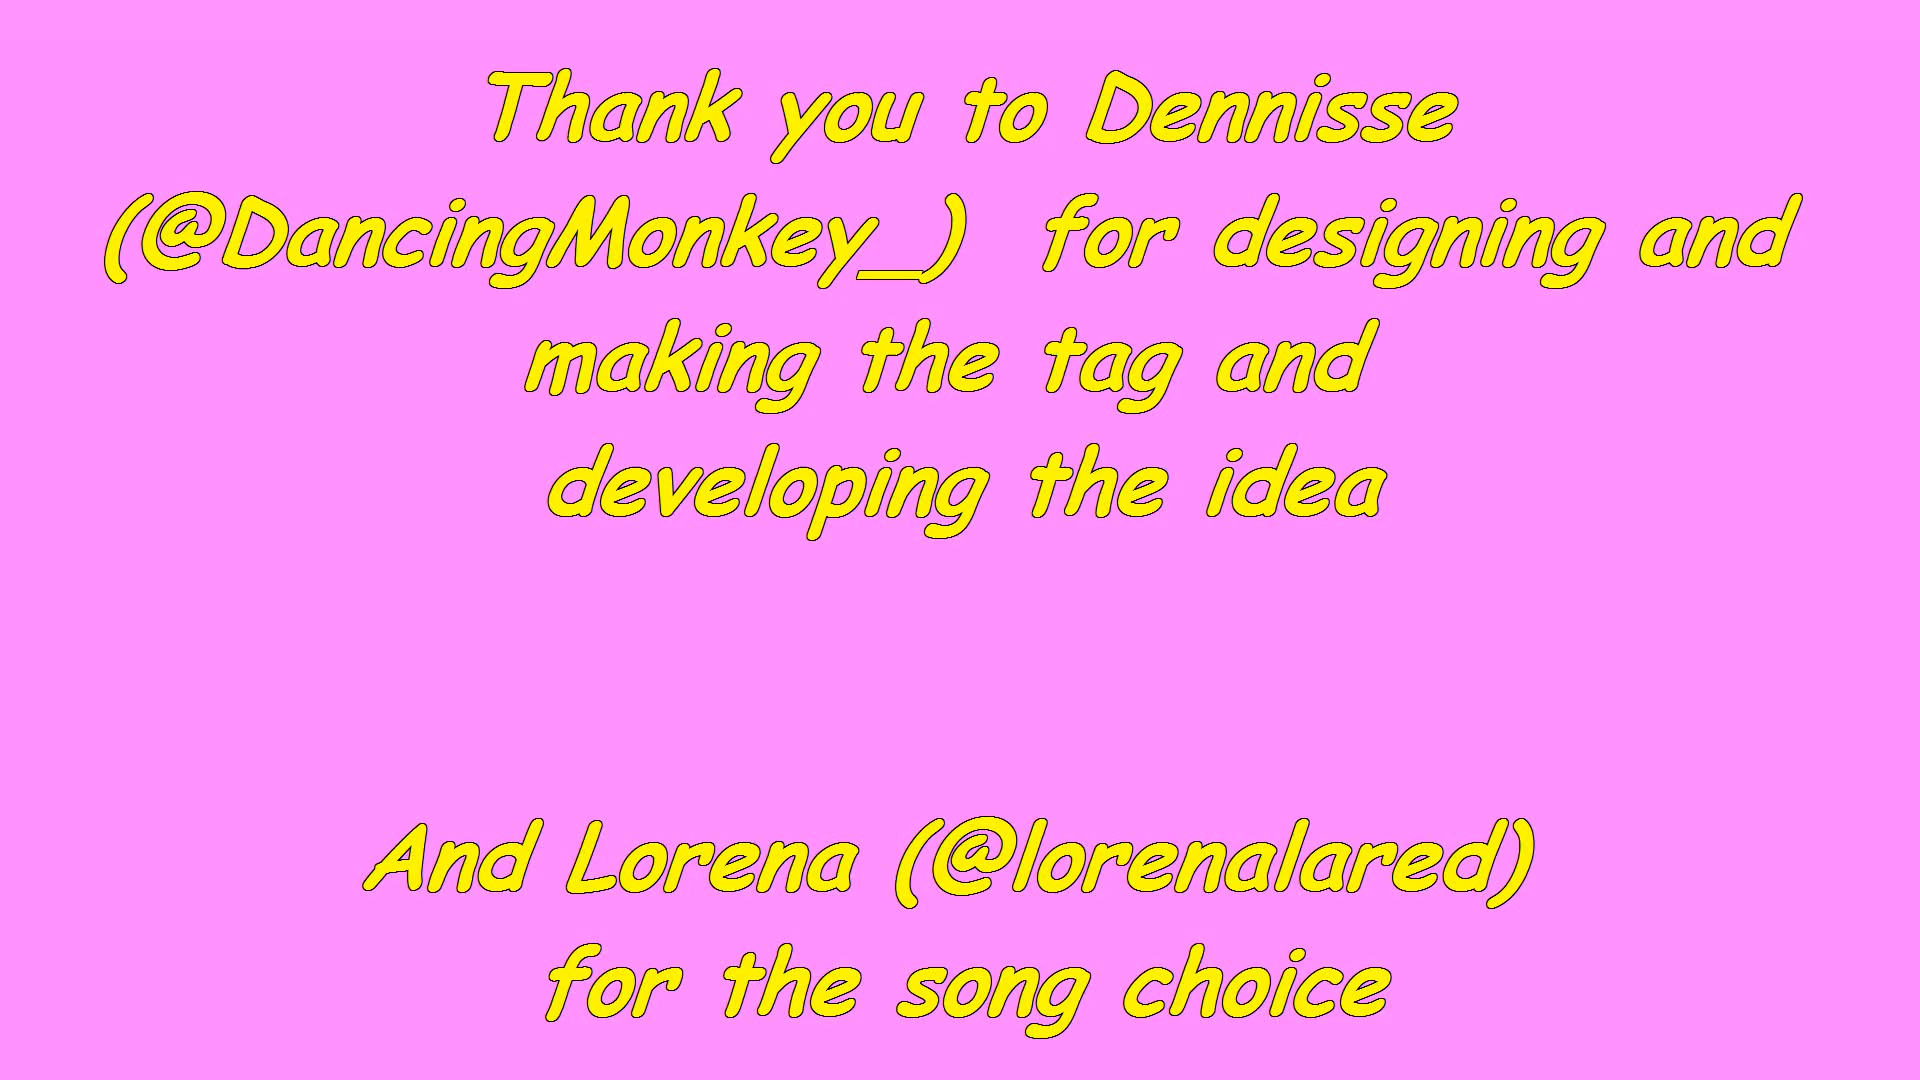 Thank you to Dennisse
(@DancingMonkey_)  for designing and
making the tag and
developing the idea
And Lorena (@lorenalared)
for the song choice